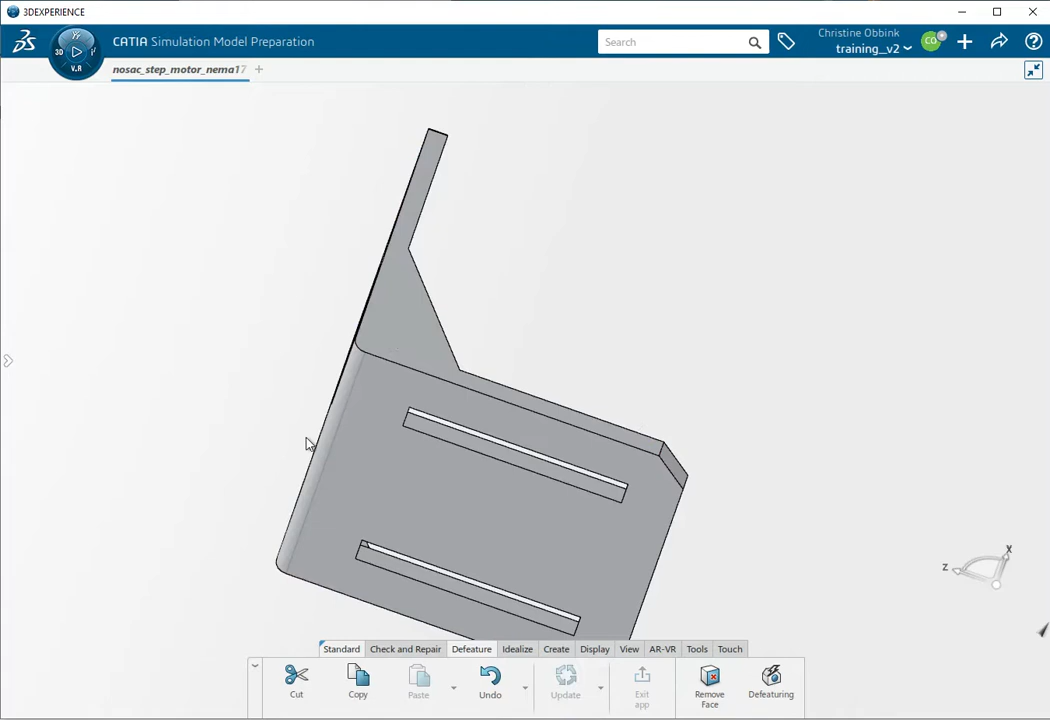 3DEXPERIENCE
CATIA Simulation Model Preparation
3D
V.R
Search
Christine Obbink
training_v2
CO
nosac_step_motor_nema17
X
Z
Standard
Check and Repair
Defeature
Idealize
Create
Display
View
AR-VR
Tools
Touch
Cut
Copy
Paste
Undo
Update
Exit
app
Remove
Face
Defeaturing